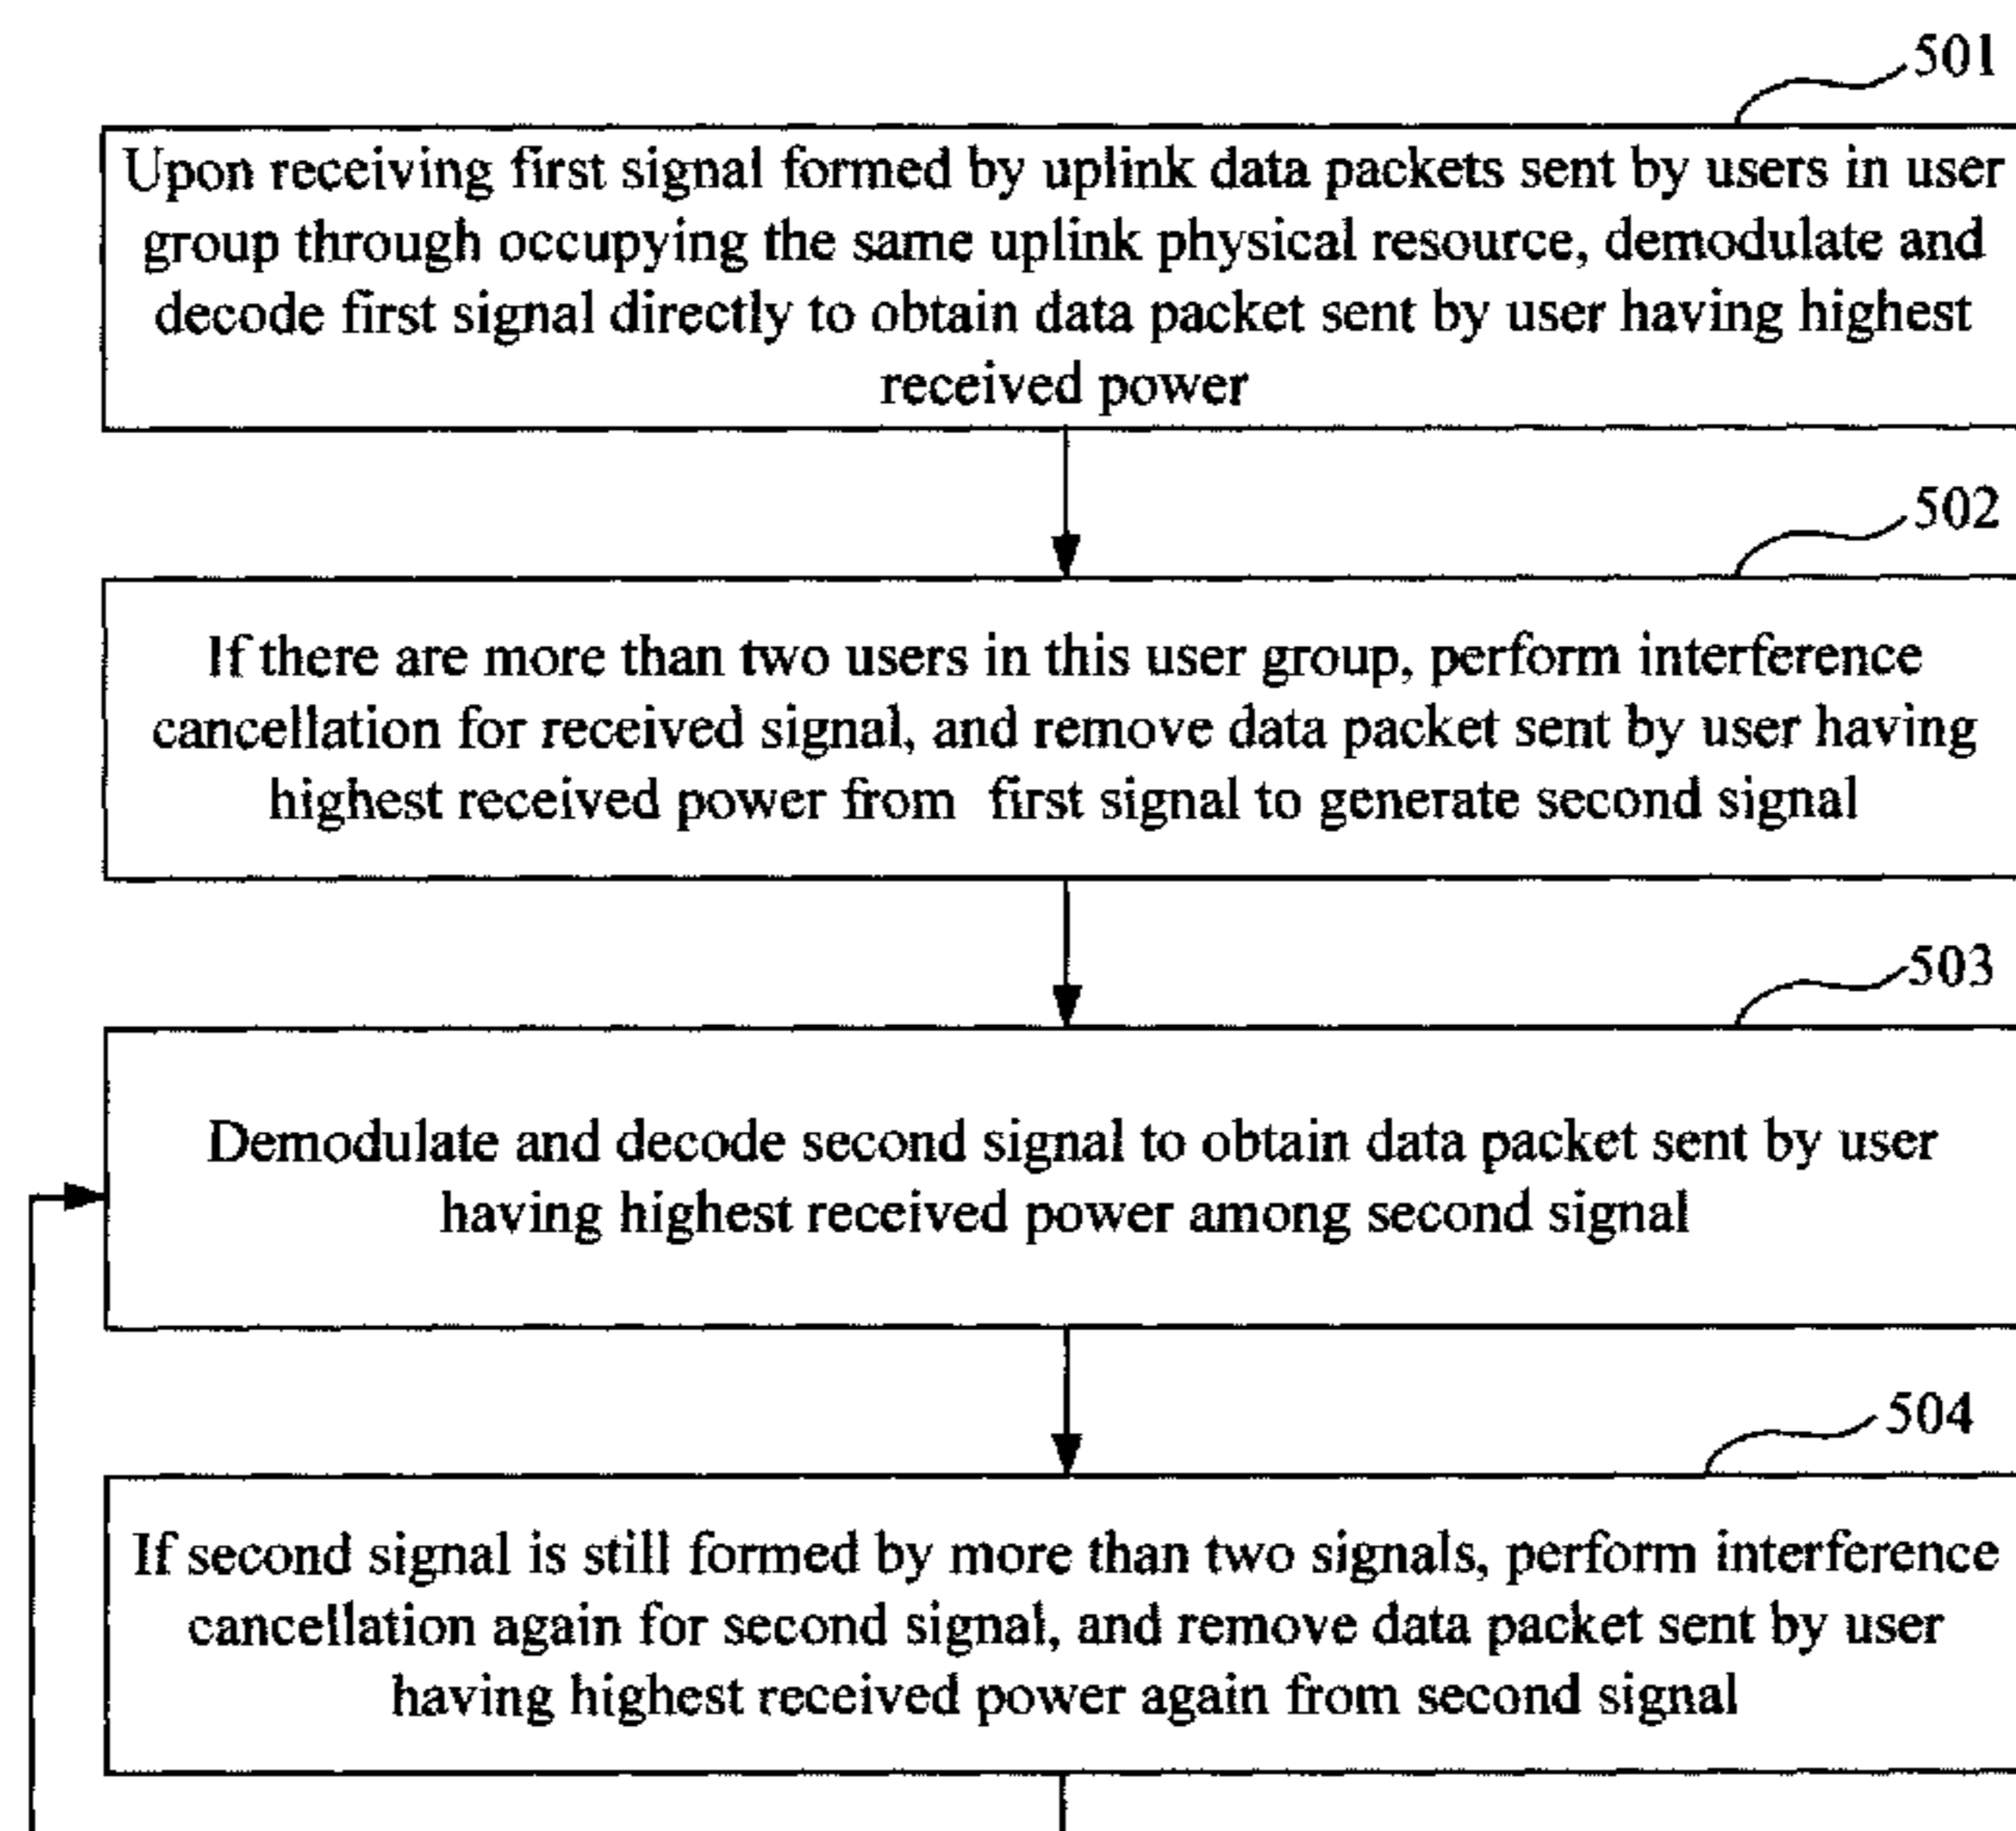 501
Upon receiving first signal formed by uplink data packets sent by users in user
group through occupying the same uplink physical resource, demodulate and
decode first signal directly to obtain data packet sent by user having highest
received power
502
If there are more than two users in this user group, perform interference
cancellation for received signal, and remove data packet sent by user having
highest received power from first signal to generate second signal
503
Demodulate and decode second signal to obtain data packet sent by user
having highest received power among second signal
504
If second signal is still formed by more than two signals, perform interference
cancellation again for second signal, and remove data packet sent by user
having highest received power again from second signal